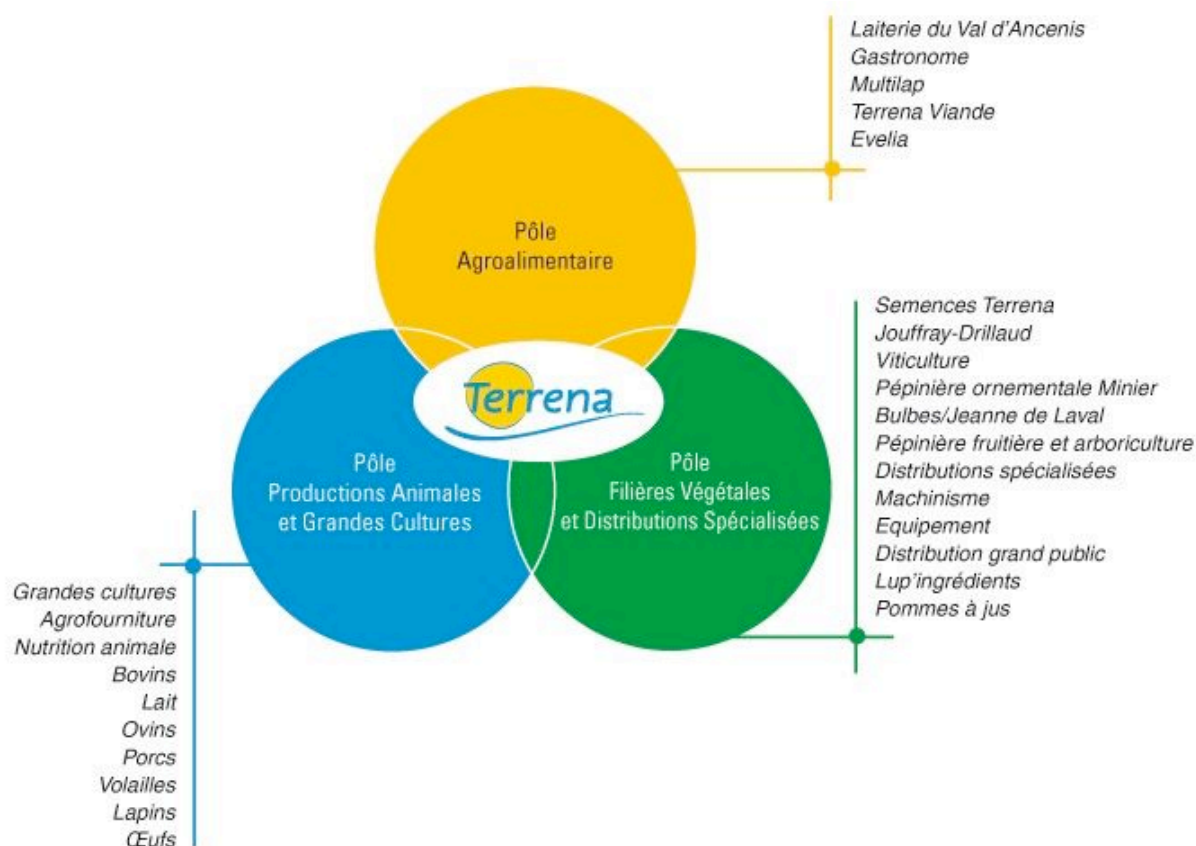 Laiterie du Val d'Ancenis
Gastronome
Multilap
Terrena Viande
Evelia
Pôle
Agroalimentaire
Terrena
Pôle
Productions Animales
et Grandes Cultures
Pôle
Filières Végétales
et Distributions Spécialisées
Semences Terrena
Jouffray-Drillaud
Viticulture
Pépinière ornementale Minier
Bulbes/Jeanne de Laval
Pépinière fruitière et arboriculture
Distributions spécialisées
Machinisme
Equipement
Distribution grand public
Lup'ingrédients
Pommes à jus
Grandes cultures
Agrofourniture
Nutrition animale
Bovins
Lait
Ovins
Porcs
Volailles
Lapins
Œufs